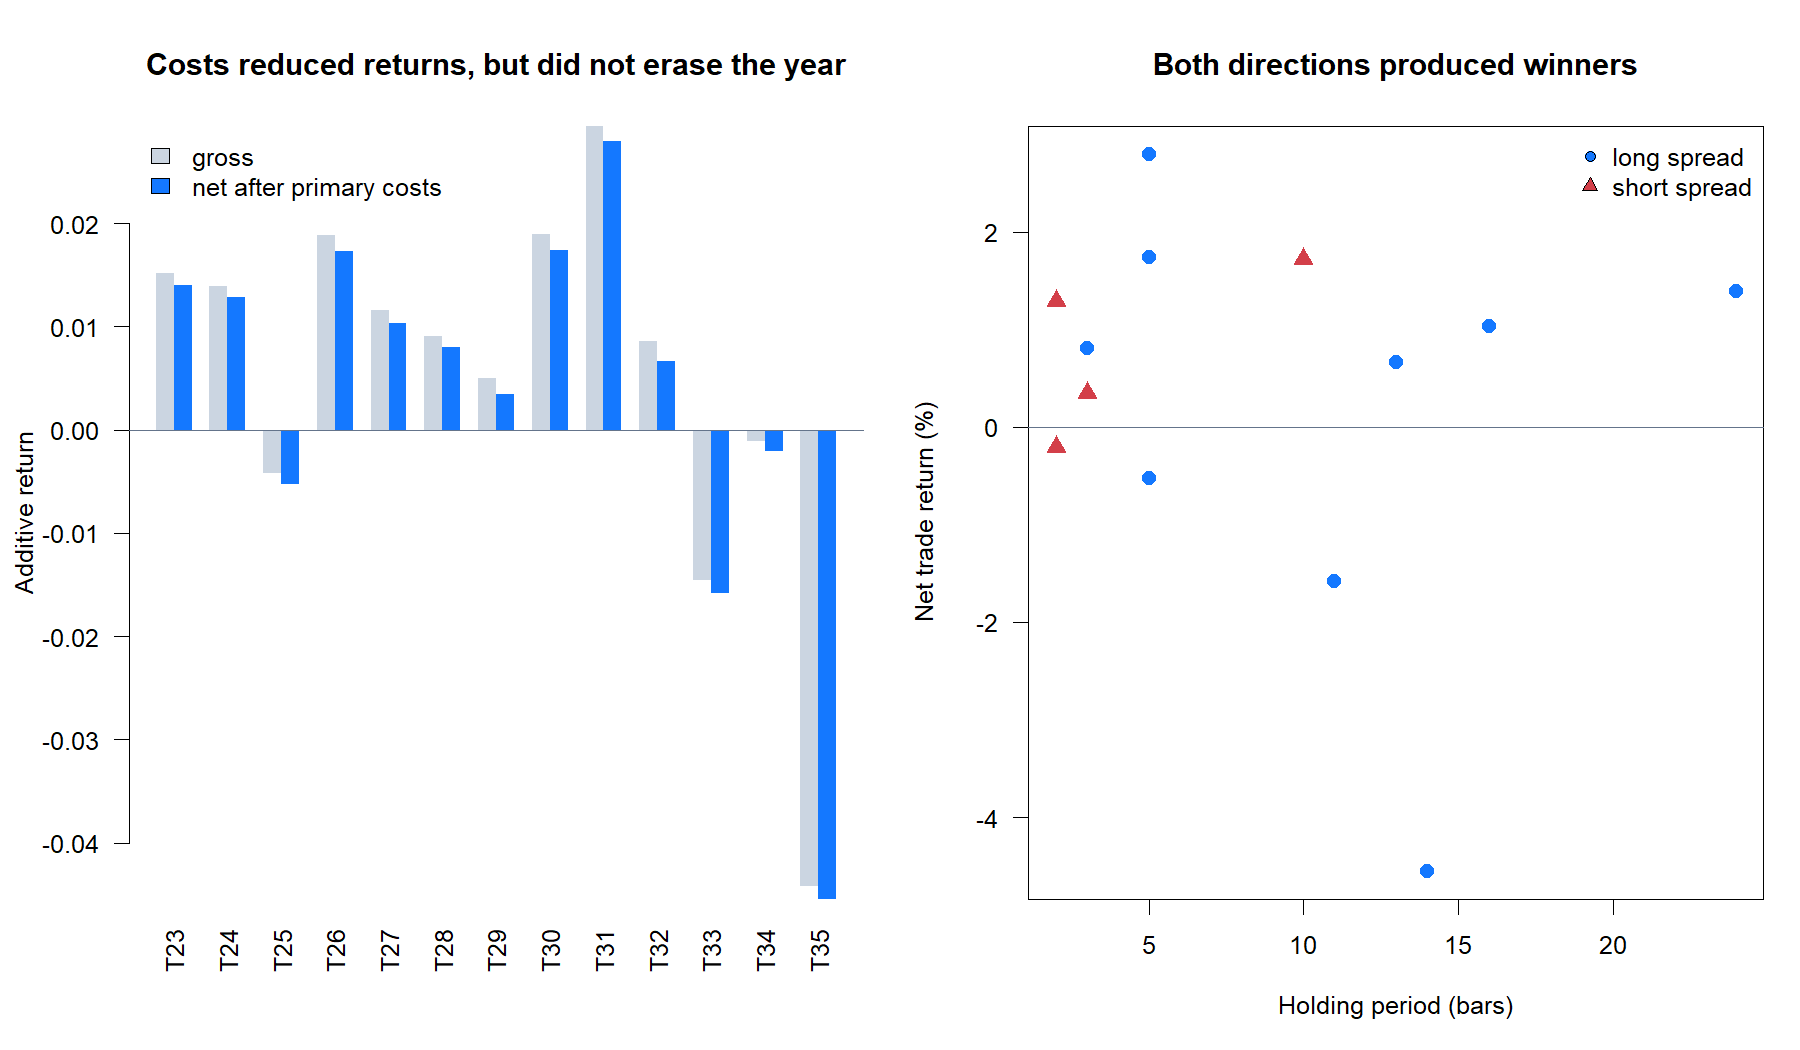 Costs reduced returns, but did not erase the year
gross
net after primary costs
Additive return
0.02
0.01
0.00
-0.01
-0.02
-0.03
-0.04
T23
T24
T25
T26
T27
T28
T29
T30
T31
T32
T33
T34
T35
Both directions produced winners
long spread
short spread
Net trade return (%)
2
0
-2
-4
5
10
15
20
Holding period (bars)